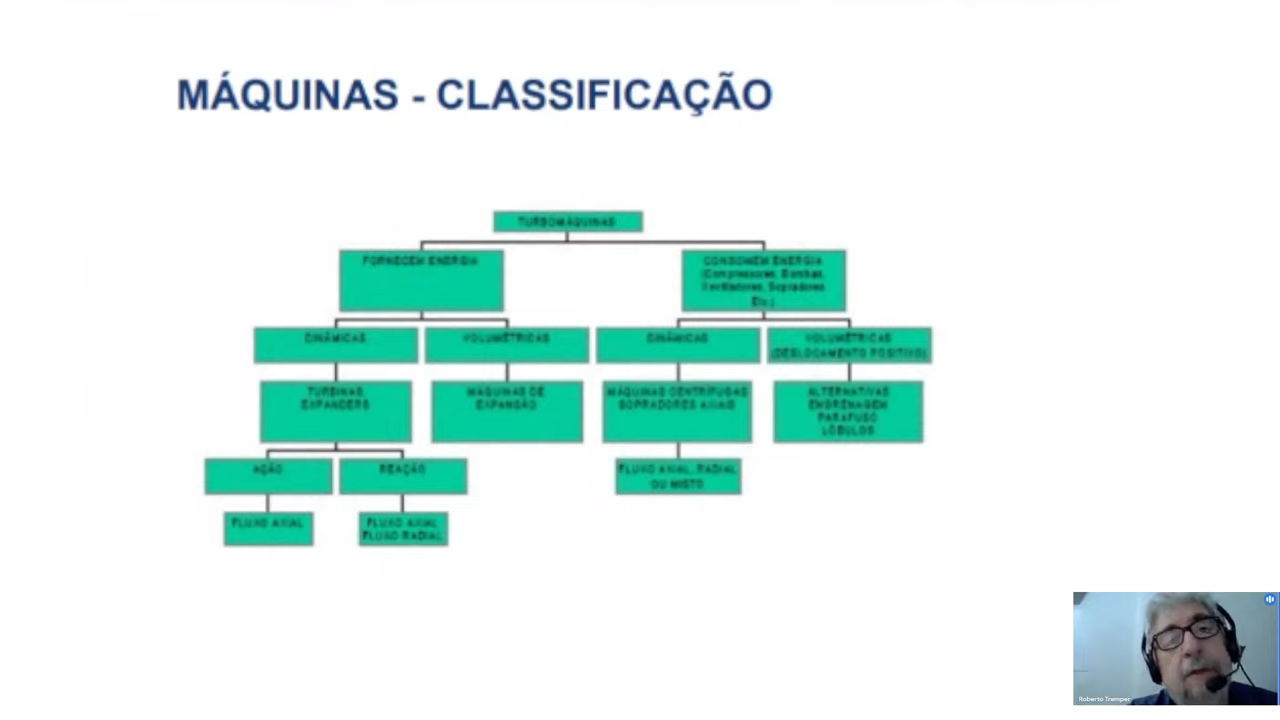 MÁQUINAS - CLASSIFICAÇÃO
TURBOMÁQUINAS
FORNECEM ENERGIA
CONSOMEM ENERGIA
(Compressores, Bombas,
Ventiladores, Sopradores
Etc.)
DINÂMICAS
VOLUMÉTRICAS
DINÂMICAS
VOLUMÉTRICAS
(DESLOCAMENTO POSITIVO)
TURBINAS
EXPANDERS
MÁQUINAS DE
EXPANSÃO
MÁQUINAS CENTRÍFUGAS
SOPRADORES AXIAIS
ALTERNATIVAS
ENGRENAGEM
PARAFUSO
LÓBULOS
AÇÃO
REAÇÃO
FLUXO AXIAL, RADIAL
OU MISTO
FLUXO AXIAL
FLUXO AXIAL
FLUXO RADIAL
Roberto Tremper